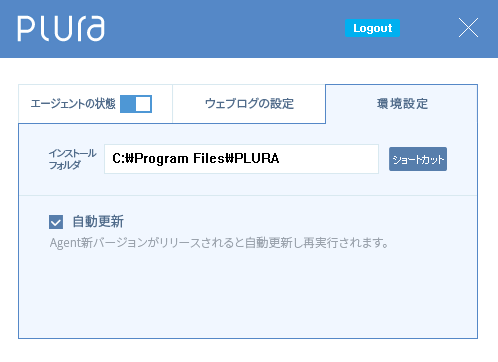 PLURA
Logout
エージェントの状態 ウェブログの設定 環境設定
インストール
フォルダ
C:₩Program Files₩PLURA
ショートカット
自動更新
Agent新バージョンがリリースされると自動更新し再実行されます。